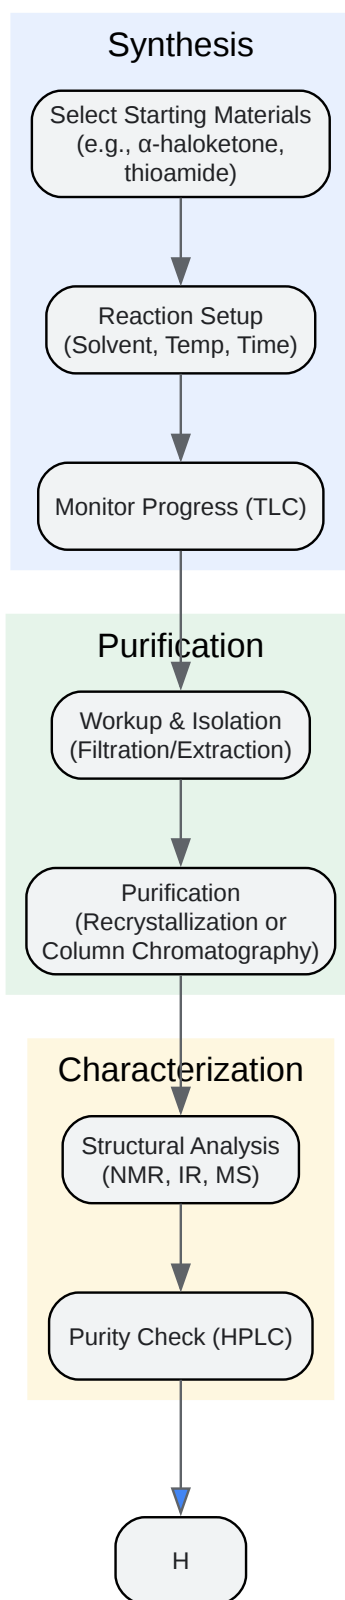 Synthesis
Select Starting Materials
(e.g., α-haloketone,
thioamide)
Reaction Setup
(Solvent, Temp, Time)
Monitor Progress (TLC)
Purification
Workup & Isolation
(Filtration/Extraction)
Purification
(Recrystallization or
Column Chromatography)
Characterization
Structural Analysis
(NMR, IR, MS)
Purity Check (HPLC)
H